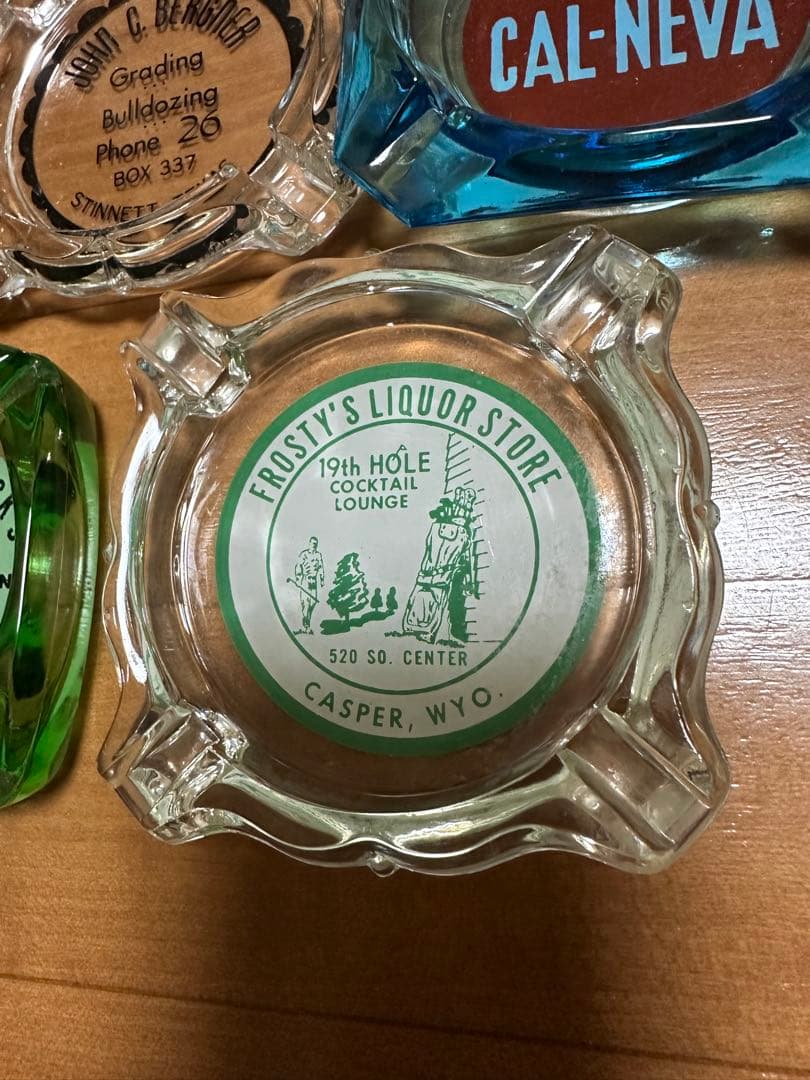 JOHN C. BERGNER
Grading
Bulldozing
Phone 26
BOX 337
STINNETT, TEXAS
CAL-NEVA
FROSTY'S LIQUOR STORE
19th HOLE
COCKTAIL
LOUNGE
520 SO. CENTER
CASPER, WYO.